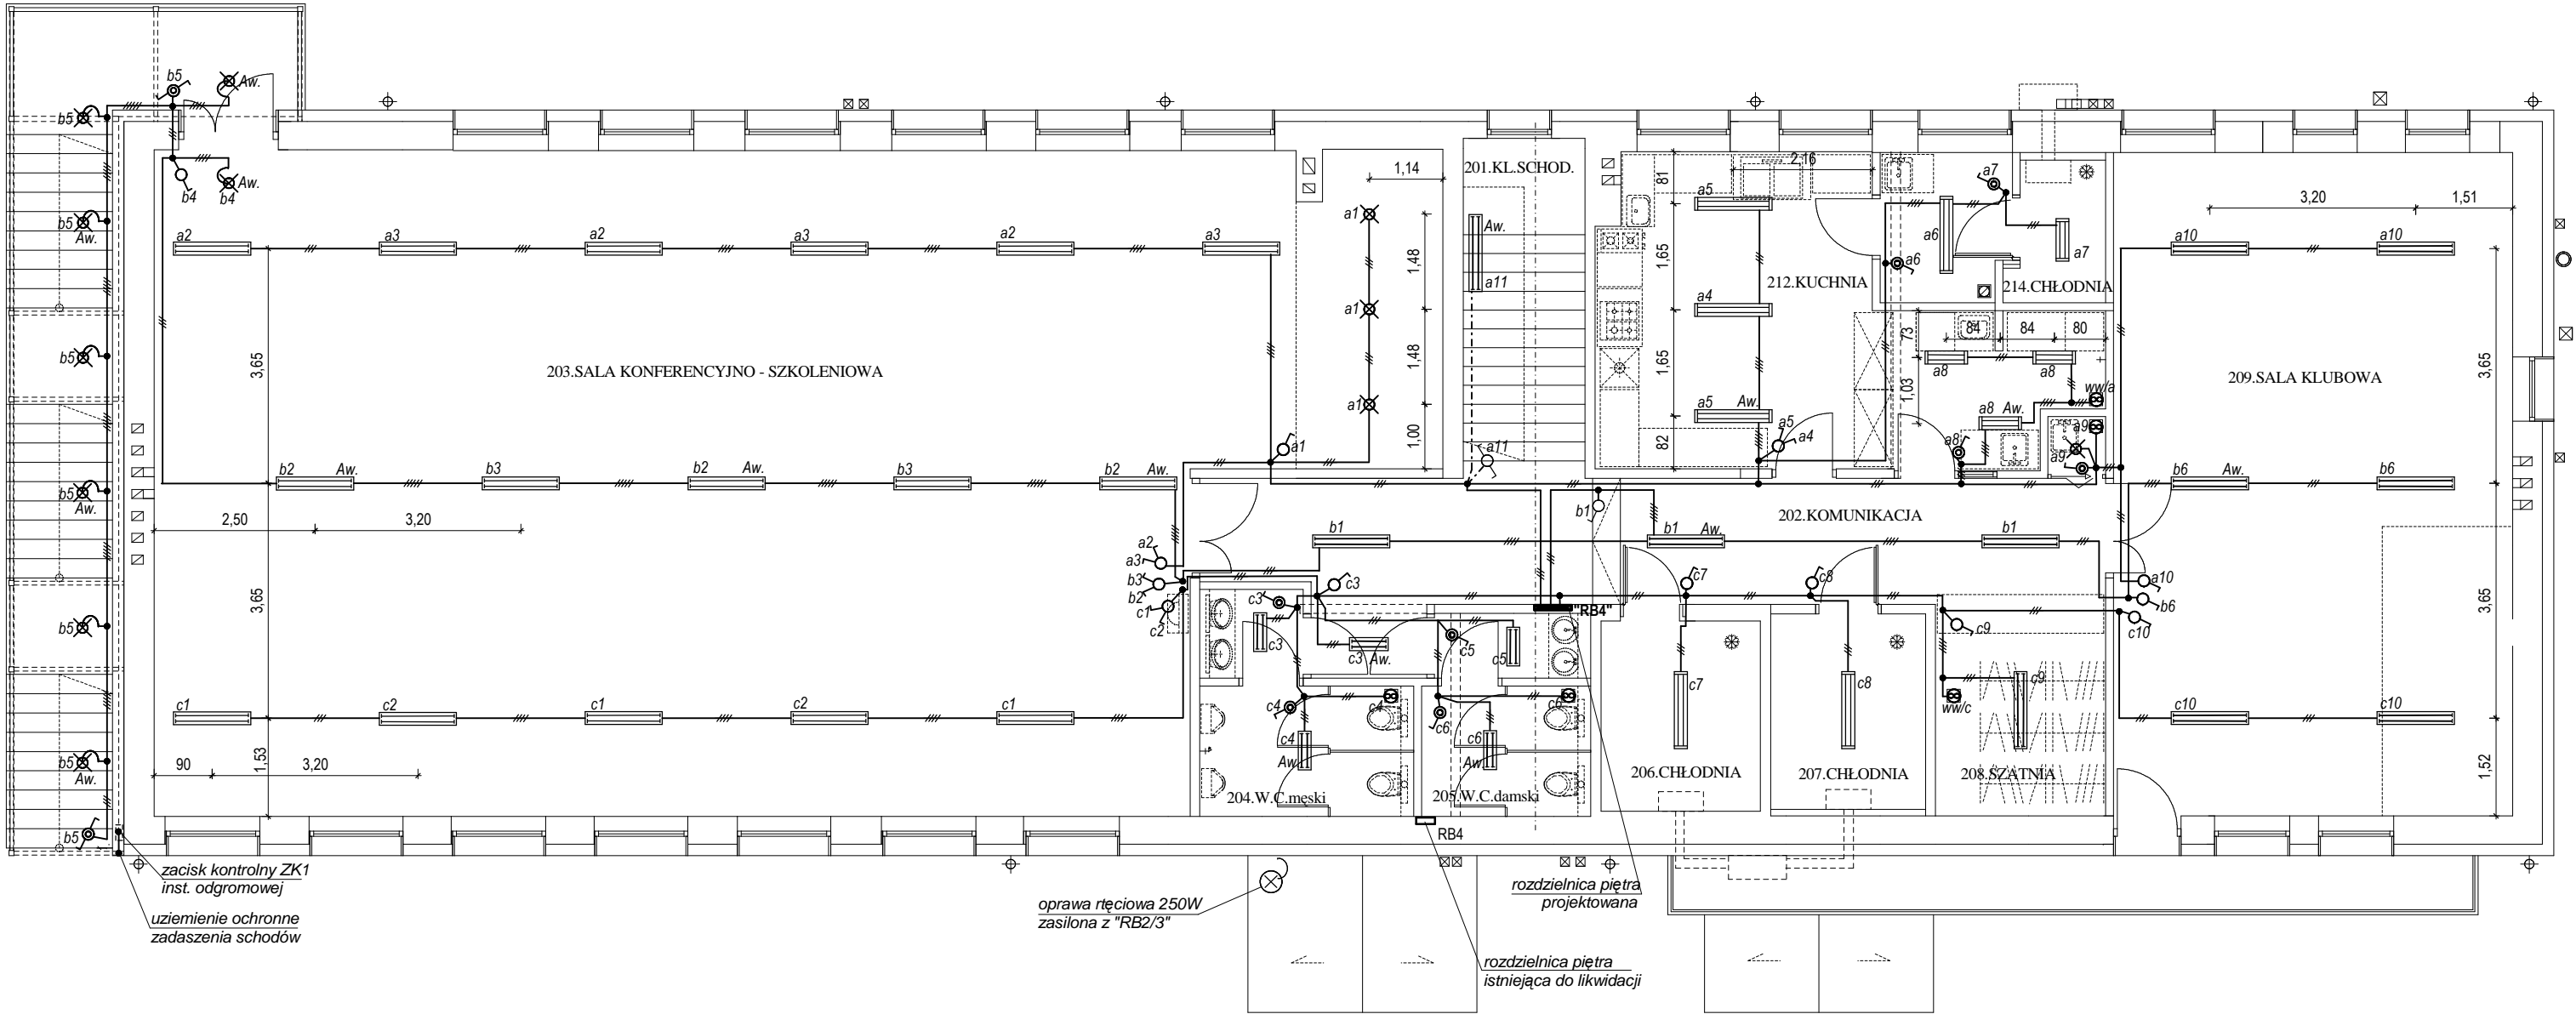 b5
Aw.
b5
b4
b4
Aw.
b5
Aw.
b5
b5
Aw.
b5
b5
Aw.
b5
a2
a3
a2
a3
a2
a3
3,65
203.SALA KONFERENCYJNO - SZKOLENIOWA
b2
Aw.
b3
b2
Aw.
b3
b2
Aw.
2,50
3,20
3,65
c1
c2
c1
c2
c1
90
3,20
1,53
a2
a3
b3
b2
c1
c2
1,14
a1
1,48
a1
1,48
a1
1,00
a1
201.KL.SCHOD.
Aw.
a11
a11
81
a5
2,16
1,65
a4
212.KUCHNIA
1,65
a5
Aw.
82
a5
a4
a7
a6
a6
a7
214.CHŁODNIA
73
84
84
80
a8
a8
1,03
ww/a
a8
Aw.
a9
a8
a9
3,20
1,51
a10
a10
3,65
209.SALA KLUBOWA
b6
Aw.
b6
3,65
a10
b6
c10
c10
c10
1,52
b1
b1
b1
Aw.
202.KOMUNIKACJA
b1
c3
c3
c3
c3
Aw.
c5
c5
"RB4"
c7
c8
c9
c4
c4
c4
Aw.
c6
c6
c6
Aw.
c7
c8
c9
ww/c
204.W.C.męski
205.W.C.damski
206.CHŁODNIA
207.CHŁODNIA
208.SZATNIA
RB4
zacisk kontrolny ZK1
inst. odgromowej
uziemienie ochronne
zadaszenia schodów
oprawa rtęciowa 250W
zasilona z "RB2/3"
rozdzielnica piętra
projektowana
rozdzielnica piętra
istniejąca do likwidacji